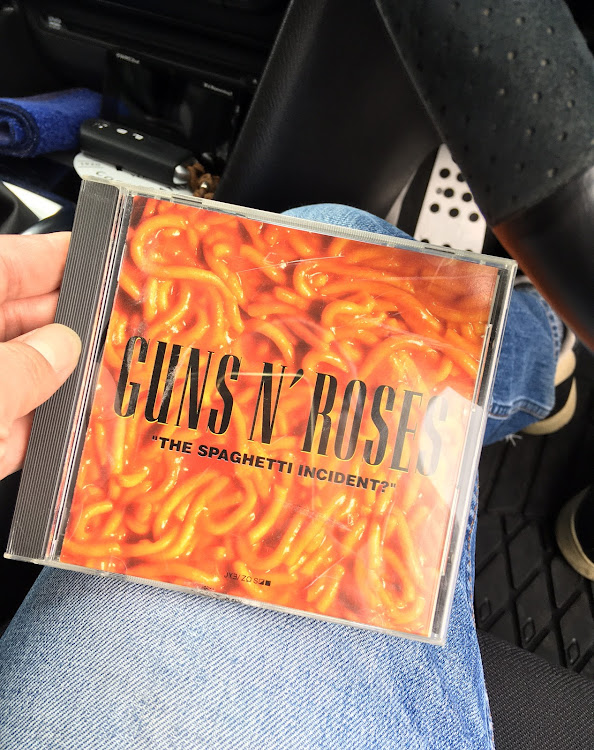 GUNS N' ROSES
"THE SPAGHETTI INCIDENT?"